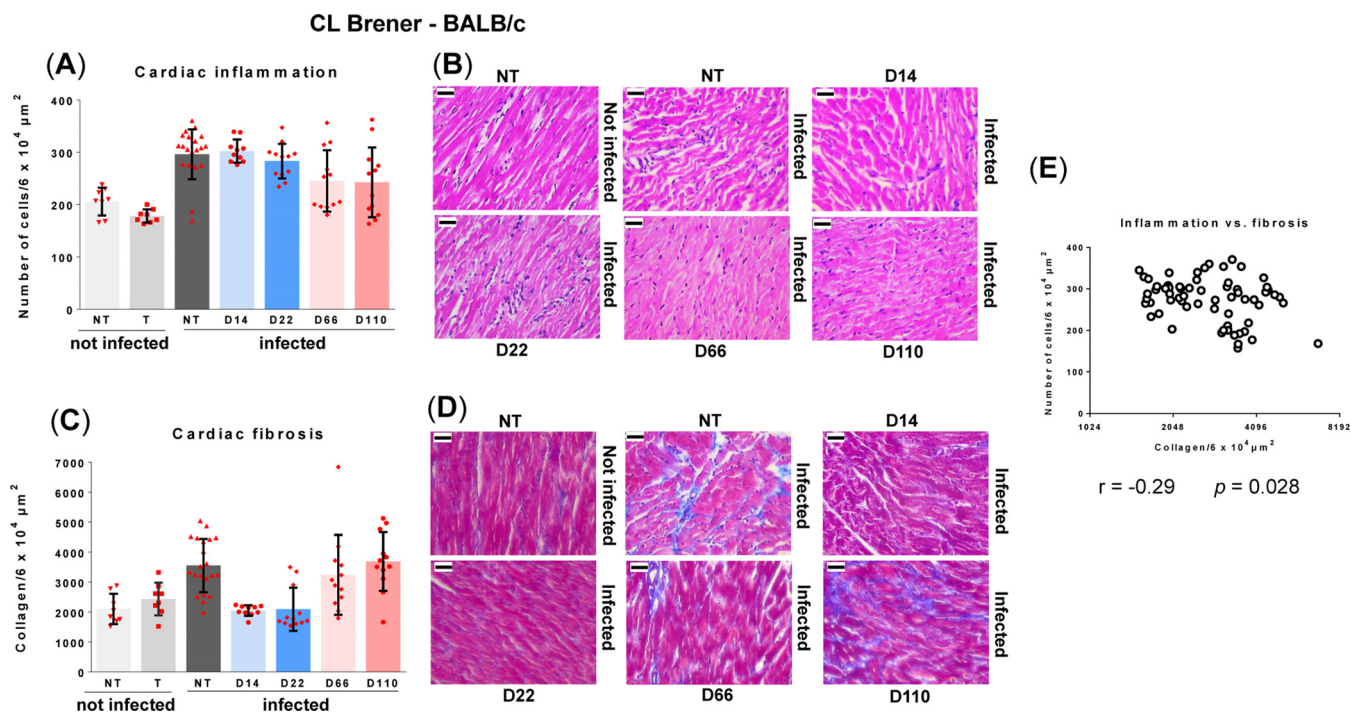 CL Brener - BALB/c
(A)
Cardiac inflammation
Number of cells/6 x 10⁴ µm²
400
300
200
100
0
NT T NT D14 D22 D66 D110
not infected infected
(B)
NT NT D14
Not infected Infected Infected
Infected Infected Infected
D22 D66 D110
(C)
Cardiac fibrosis
Collagen/6 x 10⁴ µm²
7000
6000
5000
4000
3000
2000
1000
0
NT T NT D14 D22 D66 D110
not infected infected
(D)
NT NT D14
Not infected Infected Infected
Infected Infected Infected
D22 D66 D110
(E)
Inflammation vs. fibrosis
Number of cells/6 x 10⁴ µm²
400
300
200
100
0
1024 2048 4096 8192
Collagen/6 x 10⁴ µm²
r = -0.29 p = 0.028